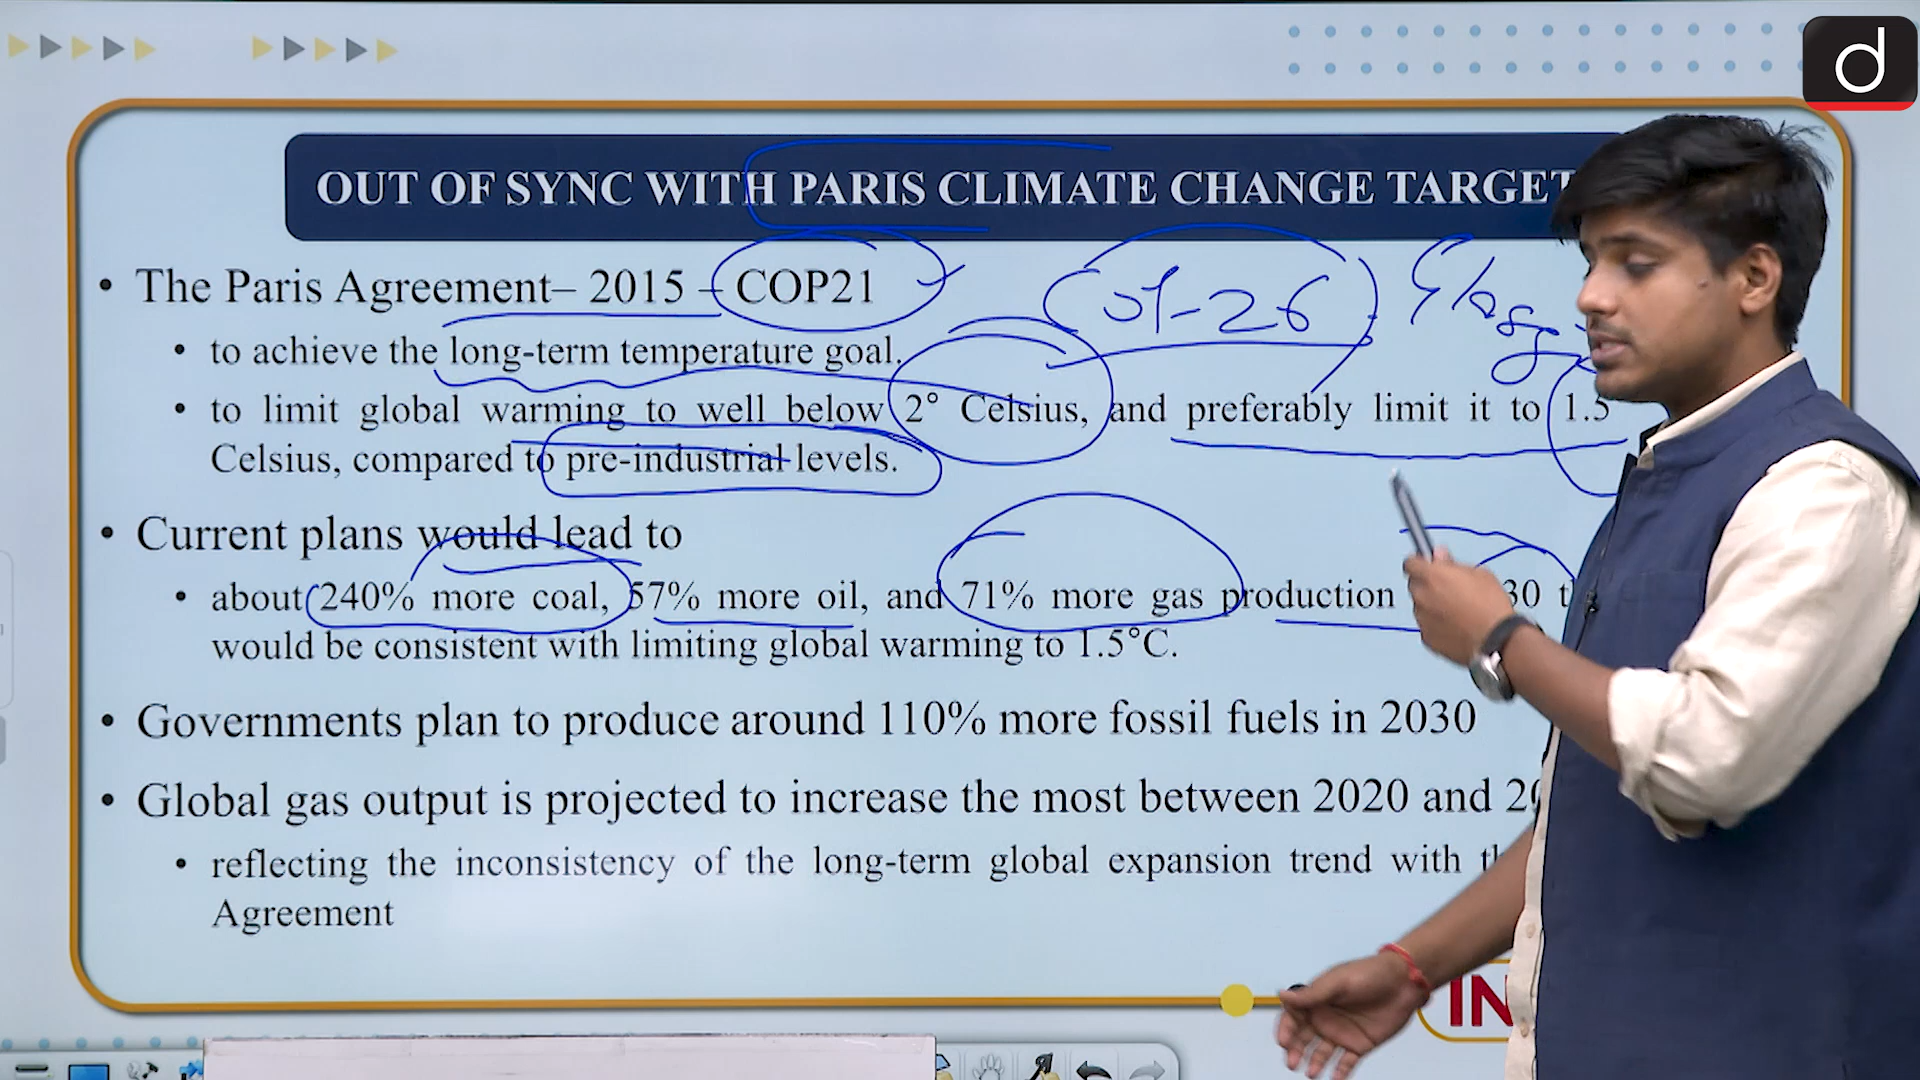 d
OUT OF SYNC WITH PARIS CLIMATE CHANGE TARGET
• The Paris Agreement– 2015 – COP21
• to achieve the long-term temperature goal.
• to limit global warming to well below 2° Celsius, and preferably limit it to 1.5
Celsius, compared to pre-industrial levels.
• Current plans would lead to
• about 240% more coal, 57% more oil, and 71% more gas production 30 t
would be consistent with limiting global warming to 1.5°C.
• Governments plan to produce around 110% more fossil fuels in 2030
• Global gas output is projected to increase the most between 2020 and 20
• reflecting the inconsistency of the long-term global expansion trend with th
Agreement
IN